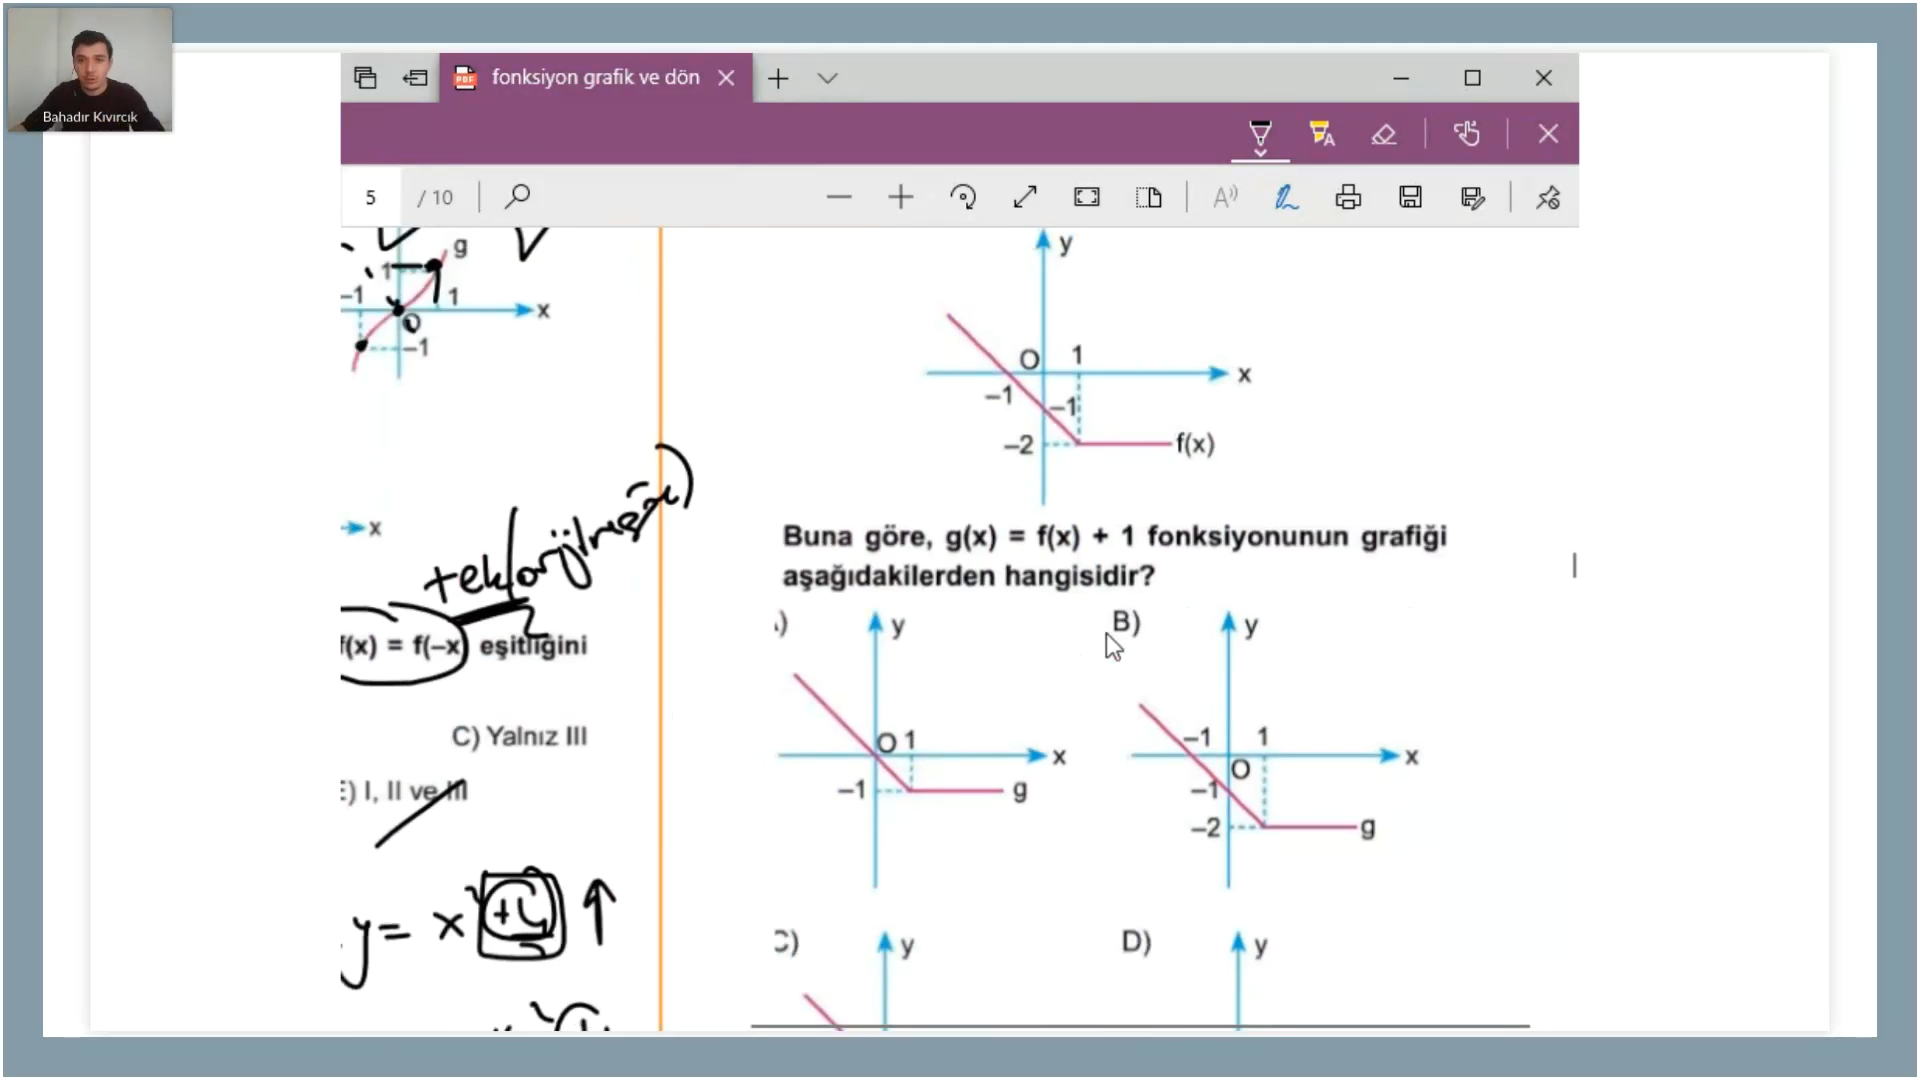 Bahadır Kıvırcık
fonksiyon grafik ve dön
5 / 10
y
g
1
-1 1 x
O
-1
O 1 x
-1 -1
-2 f(x)
x
Buna göre, g(x) = f(x) + 1 fonksiyonunun grafiği
aşağıdakilerden hangisidir?
f(x) = f(-x) eşitliğini
C) Yalnız III
E) I, II ve III
y= x +4
) y
O 1 x
-1 g
B) y
-1 1 x
O
-1
-2 g
C) y
D) y